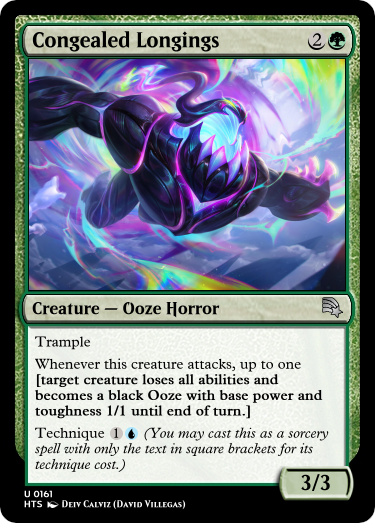 Congealed Longings 2
Creature — Ooze Horror
Trample
Whenever this creature attacks, up to one
[target creature loses all abilities and
becomes a black Ooze with base power and
toughness 1/1 until end of turn.]
Technique 1 (You may cast this as a sorcery
spell with only the text in square brackets for its
technique cost.)
3/3
U 0161
HTS Deiv Calviz (David Villegas)